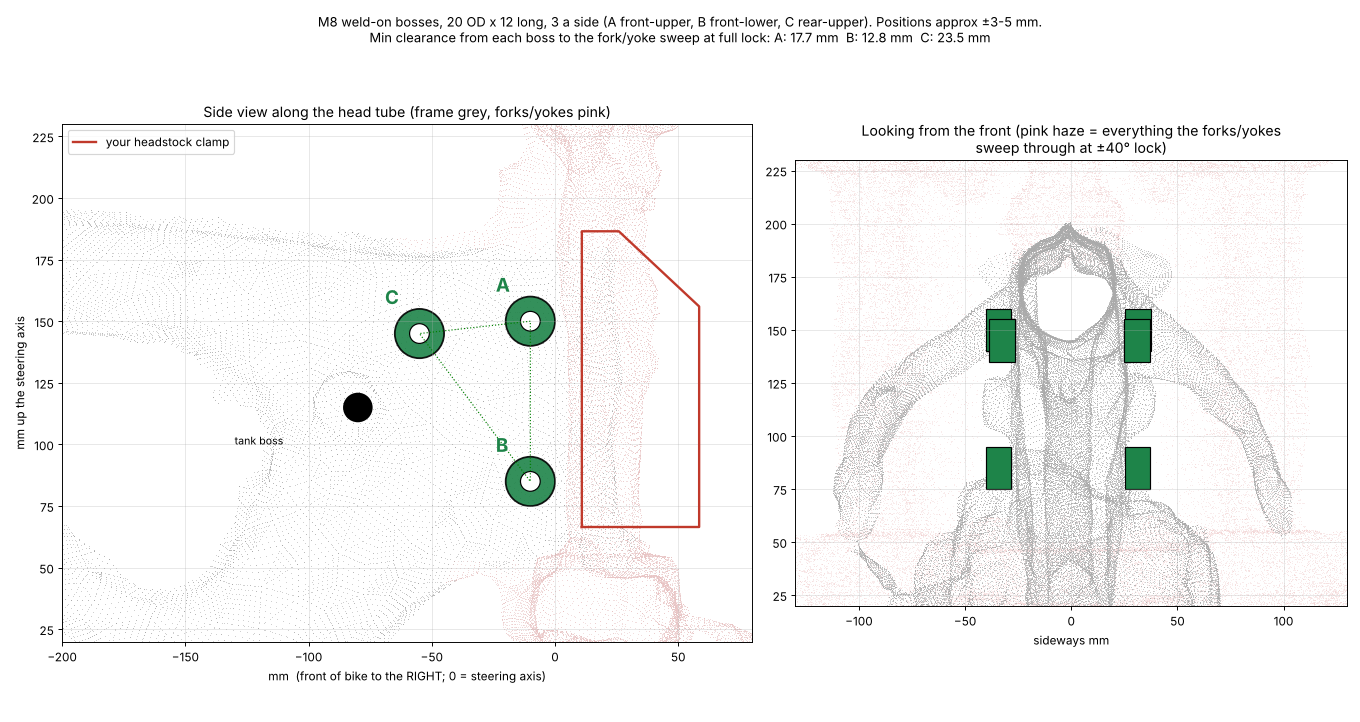 M8 weld-on bosses, 20 OD x 12 long, 3 a side (A front-upper, B front-lower, C rear-upper). Positions approx ±3-5 mm.
Min clearance from each boss to the fork/yoke sweep at full lock: A: 17.7 mm  B: 12.8 mm  C: 23.5 mm
Side view along the head tube (frame grey, forks/yokes pink)
your headstock clamp
225
200
175
150
125
100
75
50
25
mm up the steering axis
A
C
B
tank boss
−200
−150
−100
−50
0
50
mm  (front of bike to the RIGHT; 0 = steering axis)
Looking from the front (pink haze = everything the forks/yokes
sweep through at ±40° lock)
225
200
175
150
125
100
75
50
25
−100
−50
0
50
100
sideways mm